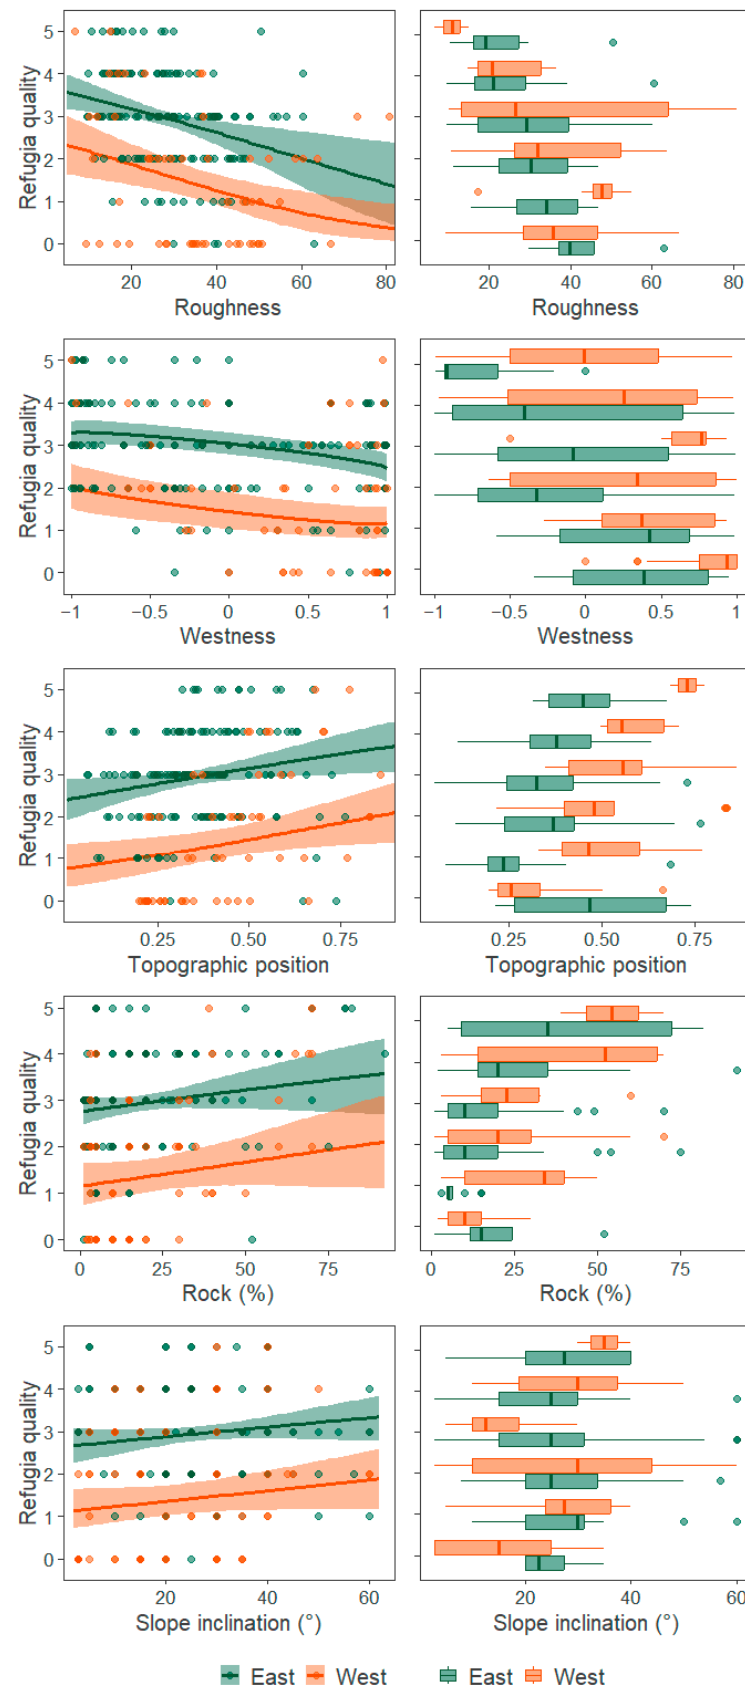 Refugia quality
5
4
3
2
1
0
20 40 60 80
Roughness
20 40 60 80
Roughness
Refugia quality
5
4
3
2
1
0
−1 −0.5 0 0.5 1
Westness
−1 −0.5 0 0.5 1
Westness
Refugia quality
5
4
3
2
1
0
0.25 0.50 0.75
Topographic position
0.25 0.50 0.75
Topographic position
Refugia quality
5
4
3
2
1
0
0 25 50 75
Rock (%)
0 25 50 75
Rock (%)
Refugia quality
5
4
3
2
1
0
20 40 60
Slope inclination (°)
20 40 60
Slope inclination (°)
East West East West